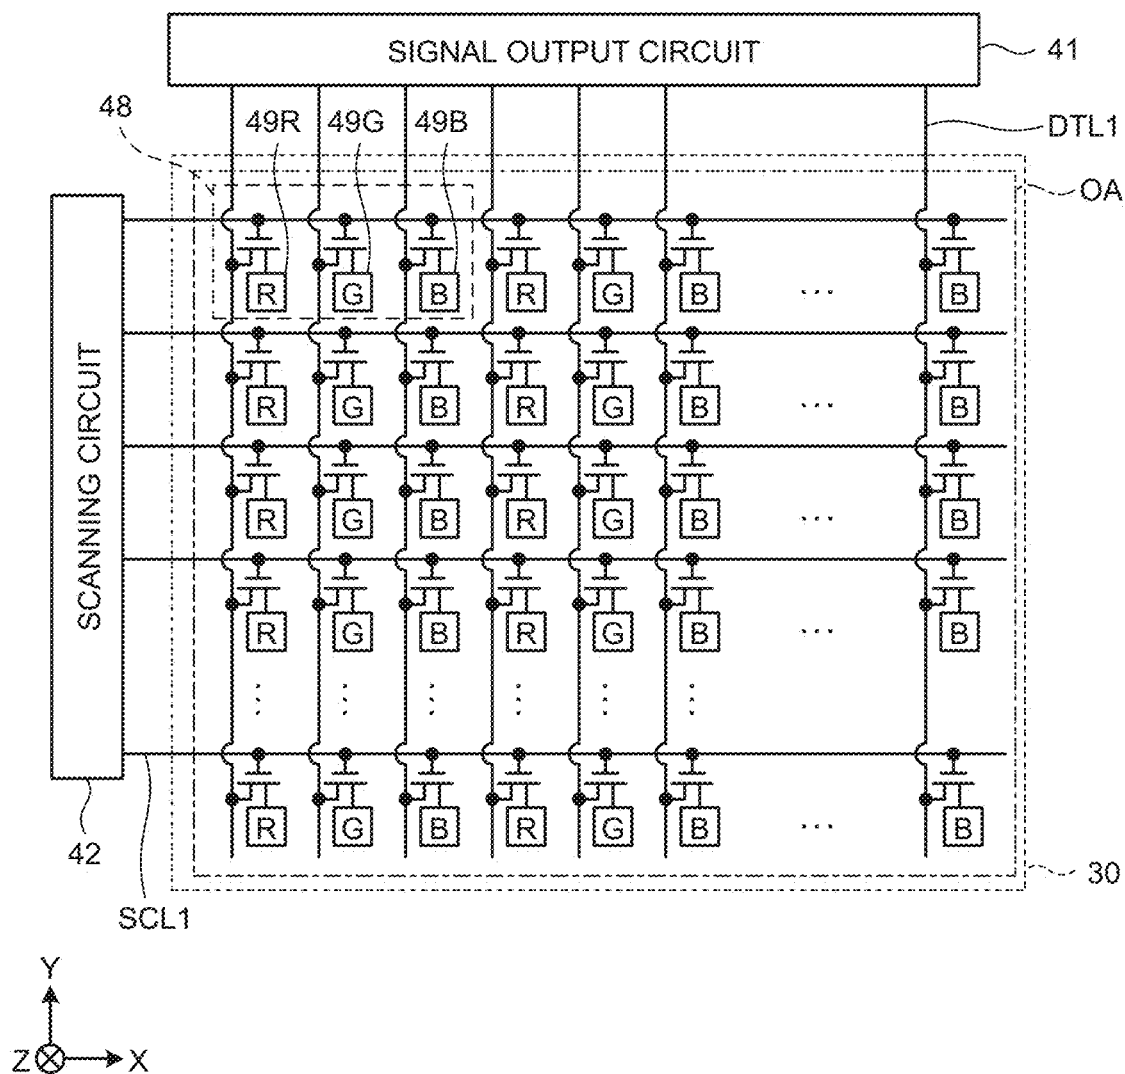 SIGNAL OUTPUT CIRCUIT
41
48
49R 49G 49B
DTL1
OA
SCANNING CIRCUIT
R G B R G B ... B
R G B R G B ... B
R G B R G B ... B
R G B R G B ... B
... ... ... ... ... ...
R G B R G B ... B
42
30
SCL1
Y
Z X